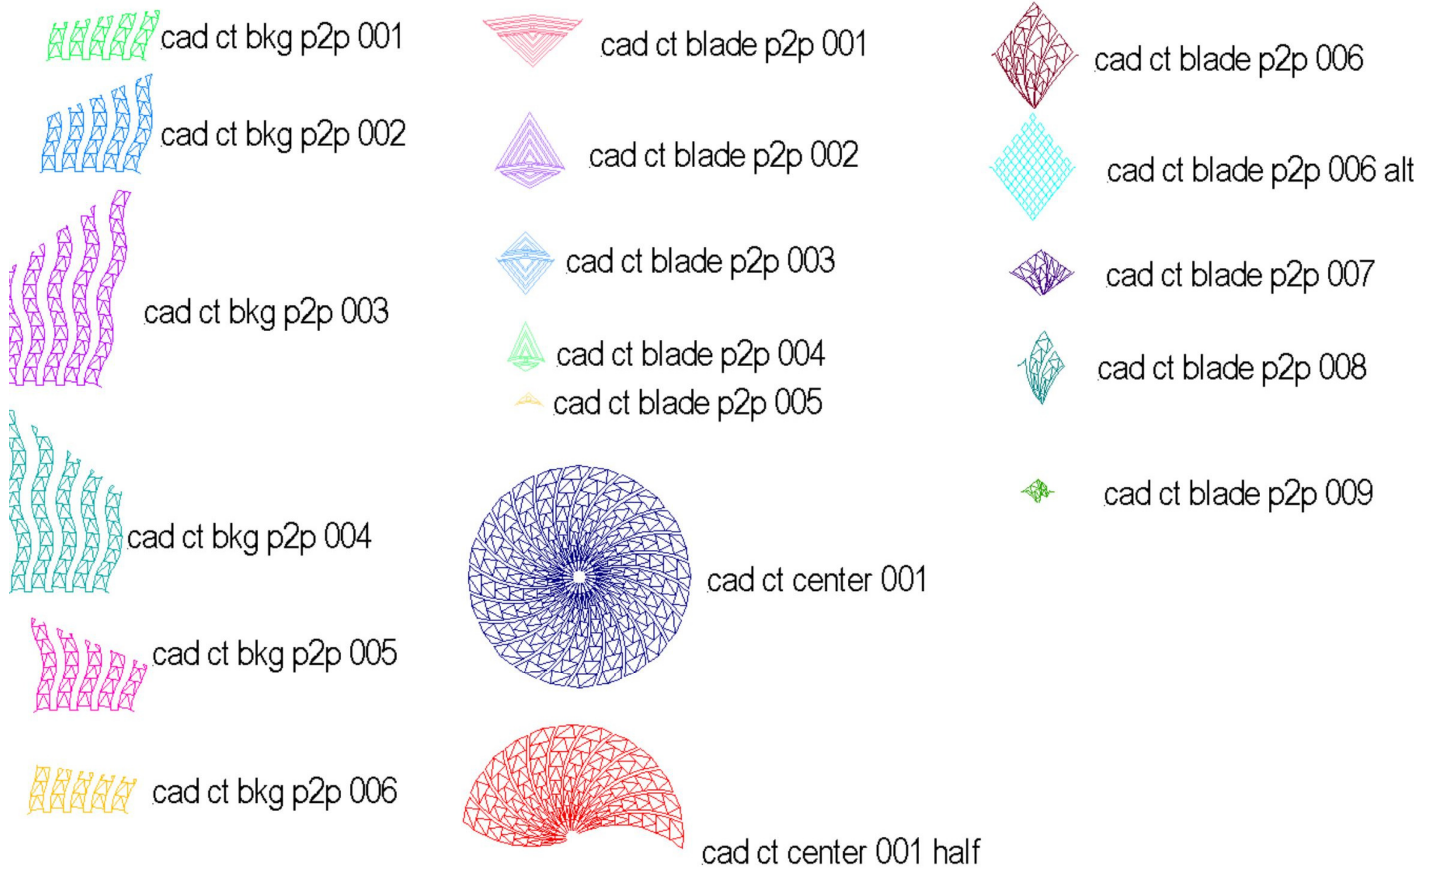 cad ct bkg p2p 001
cad ct bkg p2p 002
cad ct bkg p2p 003
cad ct bkg p2p 004
cad ct bkg p2p 005
cad ct bkg p2p 006
cad ct blade p2p 001
cad ct blade p2p 002
cad ct blade p2p 003
cad ct blade p2p 004
cad ct blade p2p 005
cad ct center 001
cad ct center 001 half
cad ct blade p2p 006
cad ct blade p2p 006 alt
cad ct blade p2p 007
cad ct blade p2p 008
cad ct blade p2p 009